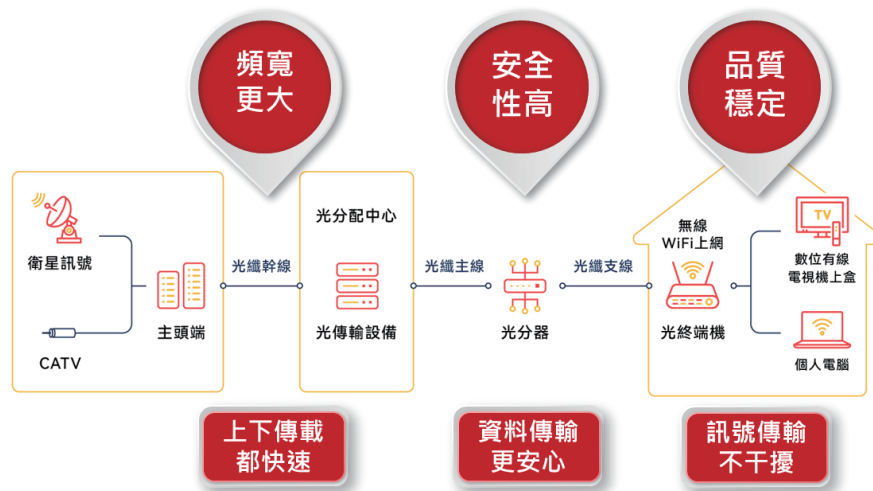 頻寬
更大
安全
性高
品質
穩定
衛星訊號
CATV
主頭端
光纖幹線
光分配中心
光傳輸設備
光纖主線
光分器
光纖支線
無線
WiFi上網
光終端機
TV
數位有線
電視機上盒
個人電腦
上下傳載
都快速
資料傳輸
更安心
訊號傳輸
不干擾